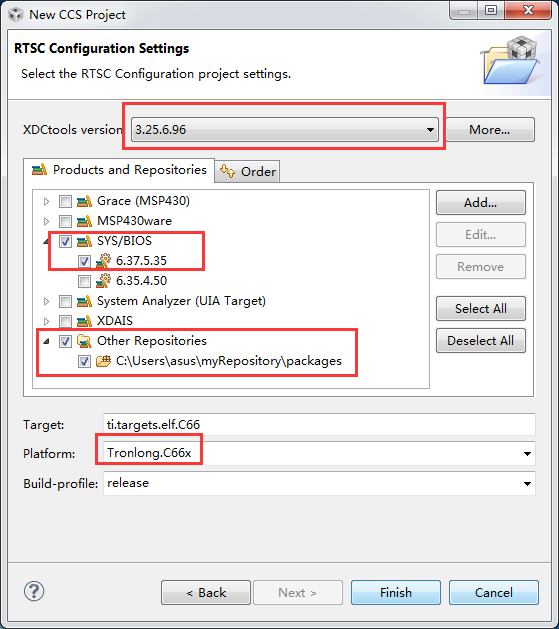 New CCS Project
RTSC Configuration Settings
Select the RTSC Configuration project settings.
XDCtools version: 3.25.6.96 More...
Products and Repositories Order
Grace (MSP430)
MSP430ware
SYS/BIOS
6.37.5.35
6.35.4.50
System Analyzer (UIA Target)
XDAIS
Other Repositories
C:\Users\asus\myRepository\packages
Add...
Edit...
Remove
Select All
Deselect All
Target: ti.targets.elf.C66
Platform: Tronlong.C66x
Build-profile: release
? < Back Next > Finish Cancel